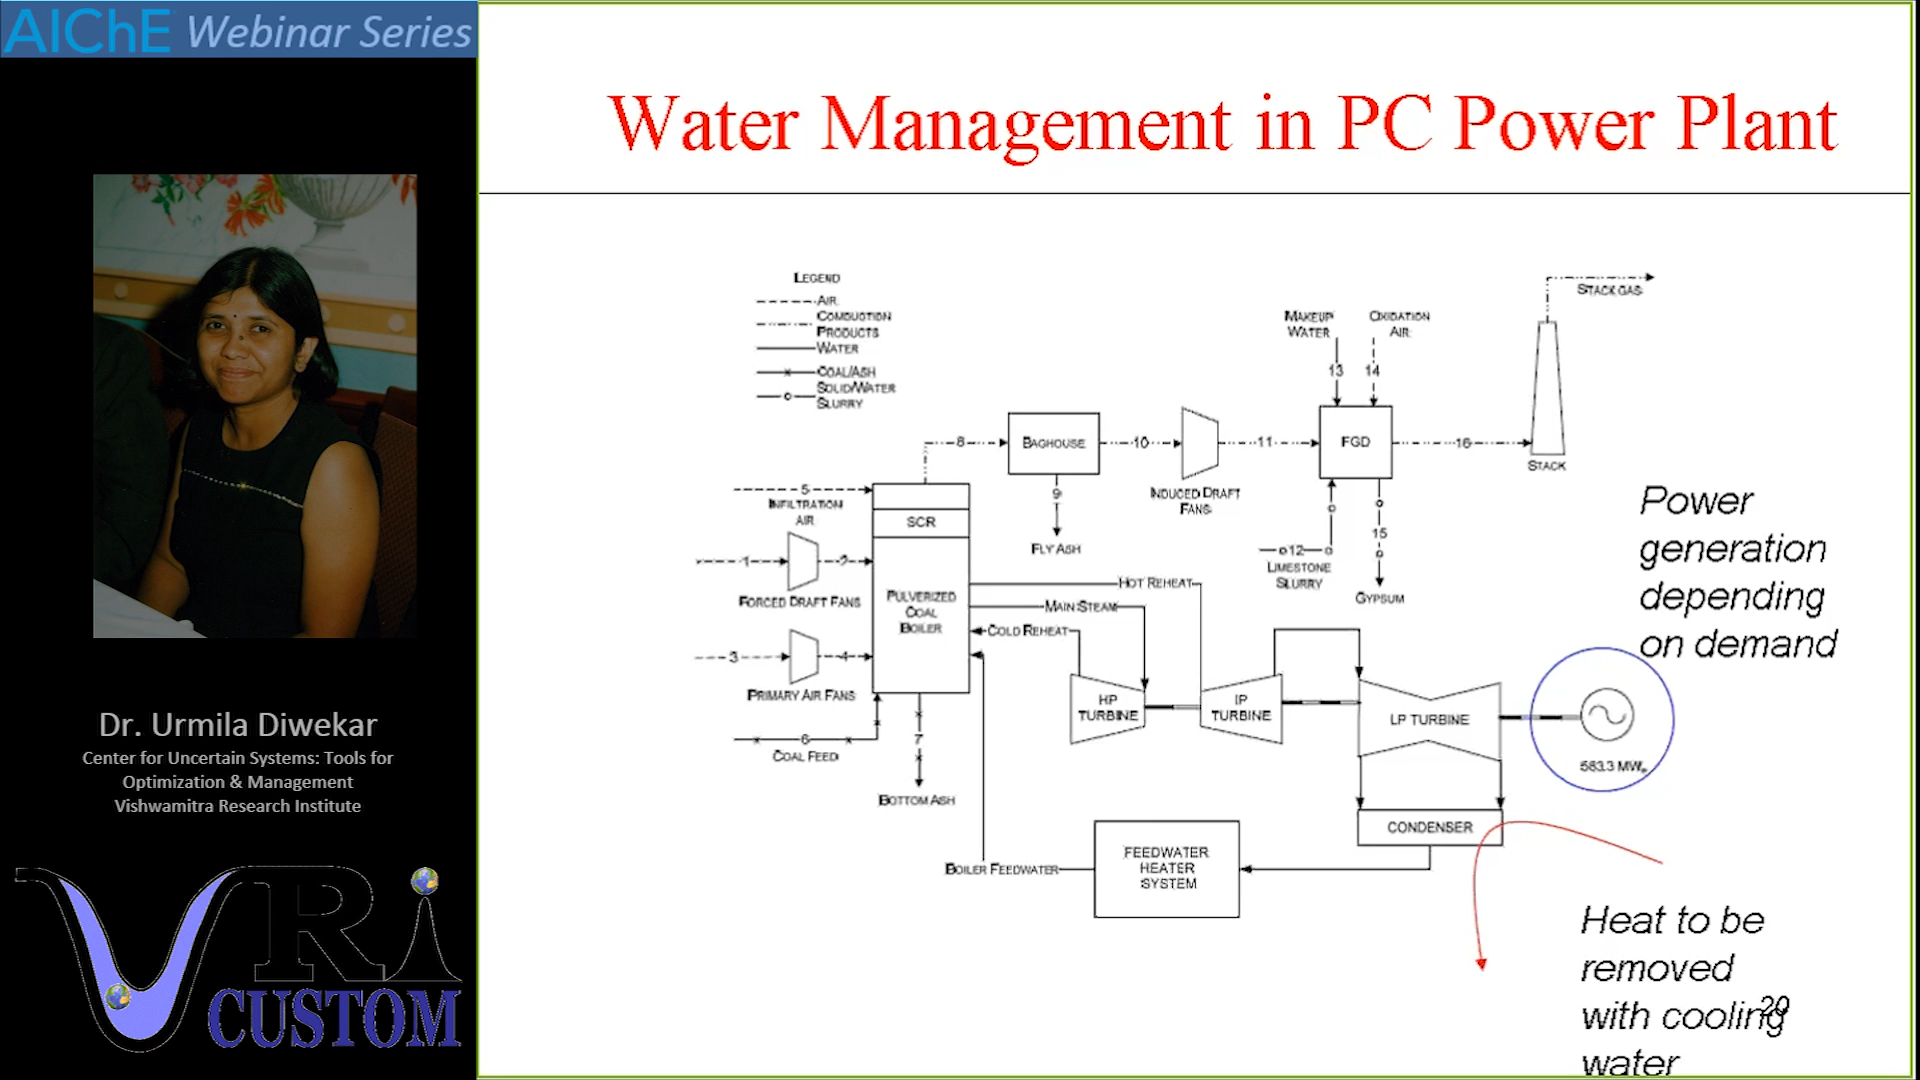 AIChE Webinar Series
Dr. Urmila Diwekar
Center for Uncertain Systems: Tools for
Optimization & Management
Vishwamitra Research Institute
VRi
CUSTOM
Water Management in PC Power Plant
LEGEND
AIR
COMBUSTION
PRODUCTS
WATER
COAL/ASH
SOLID/WATER
SLURRY
STACK GAS
MAKEUP
WATER
OXIDATION
AIR
13
14
8
BAGHOUSE
10
11
FGD
16
STACK
INDUCED DRAFT
FANS
9
FLY ASH
5
INFILTRATION
AIR
SCR
12
LIMESTONE
SLURRY
15
GYPSUM
1
2
FORCED DRAFT FANS
PULVERIZED
COAL
BOILER
HOT REHEAT
MAIN STEAM
COLD REHEAT
3
4
PRIMARY AIR FANS
6
COAL FEED
7
BOTTOM ASH
HP
TURBINE
IP
TURBINE
LP TURBINE
583.3 MWe
CONDENSER
FEEDWATER
HEATER
SYSTEM
BOILER FEEDWATER
Power
generation
depending
on demand
Heat to be
removed
with cooling
water
20